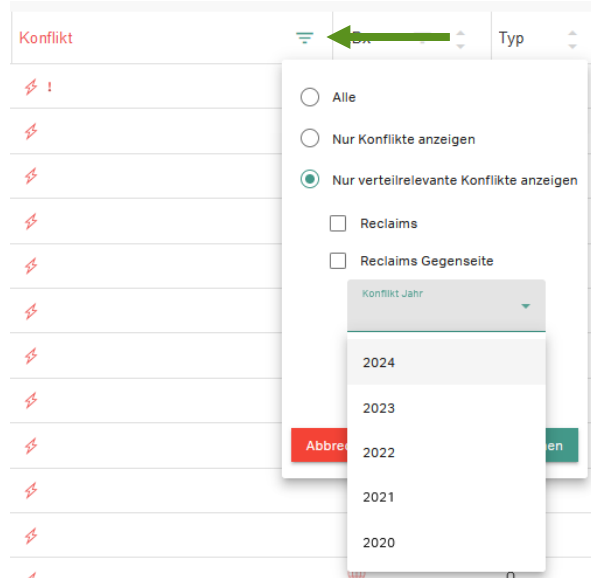 Konflikt
Typ
!
Alle
Nur Konflikte anzeigen
Nur verteilrelevante Konflikte anzeigen
Reclaims
Reclaims Gegenseite
Konflikt Jahr
2024
2023
2022
2021
2020